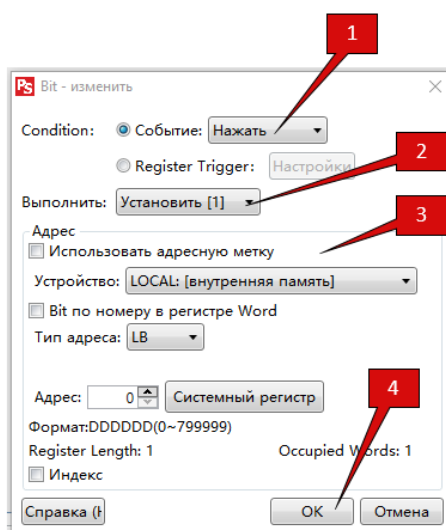 1
PS Bit - изменить
Condition: Событие: Нажать
2
Register Trigger: Настройки
Выполнить: Установить [1]
3
Адрес
Использовать адресную метку
Устройство: LOCAL: [внутренняя память]
Bit по номеру в регистре Word
Тип адреса: LB
4
Адрес: 0 Системный регистр
Формат:DDDDDD(0~799999)
Register Length: 1 Occupied Words: 1
Индекс
Справка (H OK Отмена